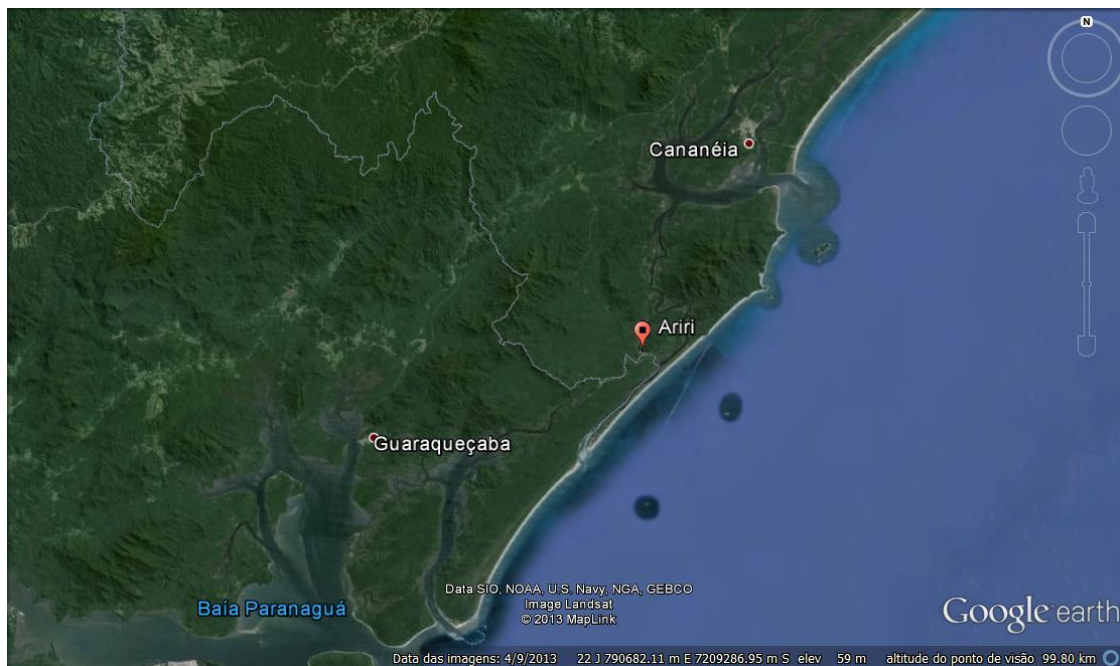 N
Cananéia
Ariri
Guaraqueçaba
Baía Paranaguá
Data SIO, NOAA, U.S. Navy, NGA, GEBCO
Image Landsat
© 2013 MapLink
Google earth
Data das imagens: 4/9/2013 22 J 790682.11 m E 7209286.95 m S elev 59 m altitude do ponto de visão 99.80 km